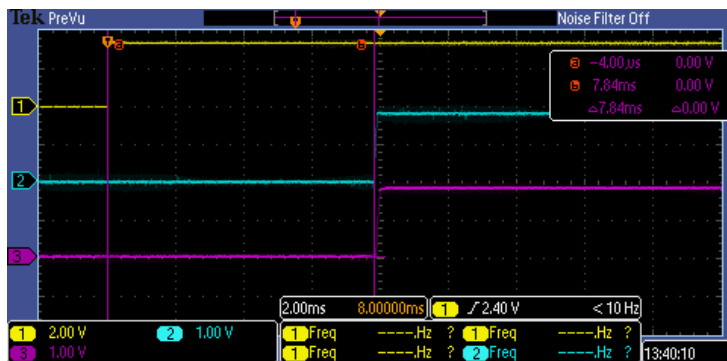 Tek PreVu Noise Filter Off
T a b
a -4.00µs 0.00 V
b 7.84ms 0.00 V
△7.84ms △0.00 V
1
2
3
2.00ms 8.00000ms 1 / 2.40 V < 10 Hz
1 2.00 V 2 1.00 V 1 Freq ----.--Hz ? 1 Freq ----.--Hz ?
3 1.00 V 1 Freq ----.--Hz ? 2 Freq ----.--Hz ? 13:40:10